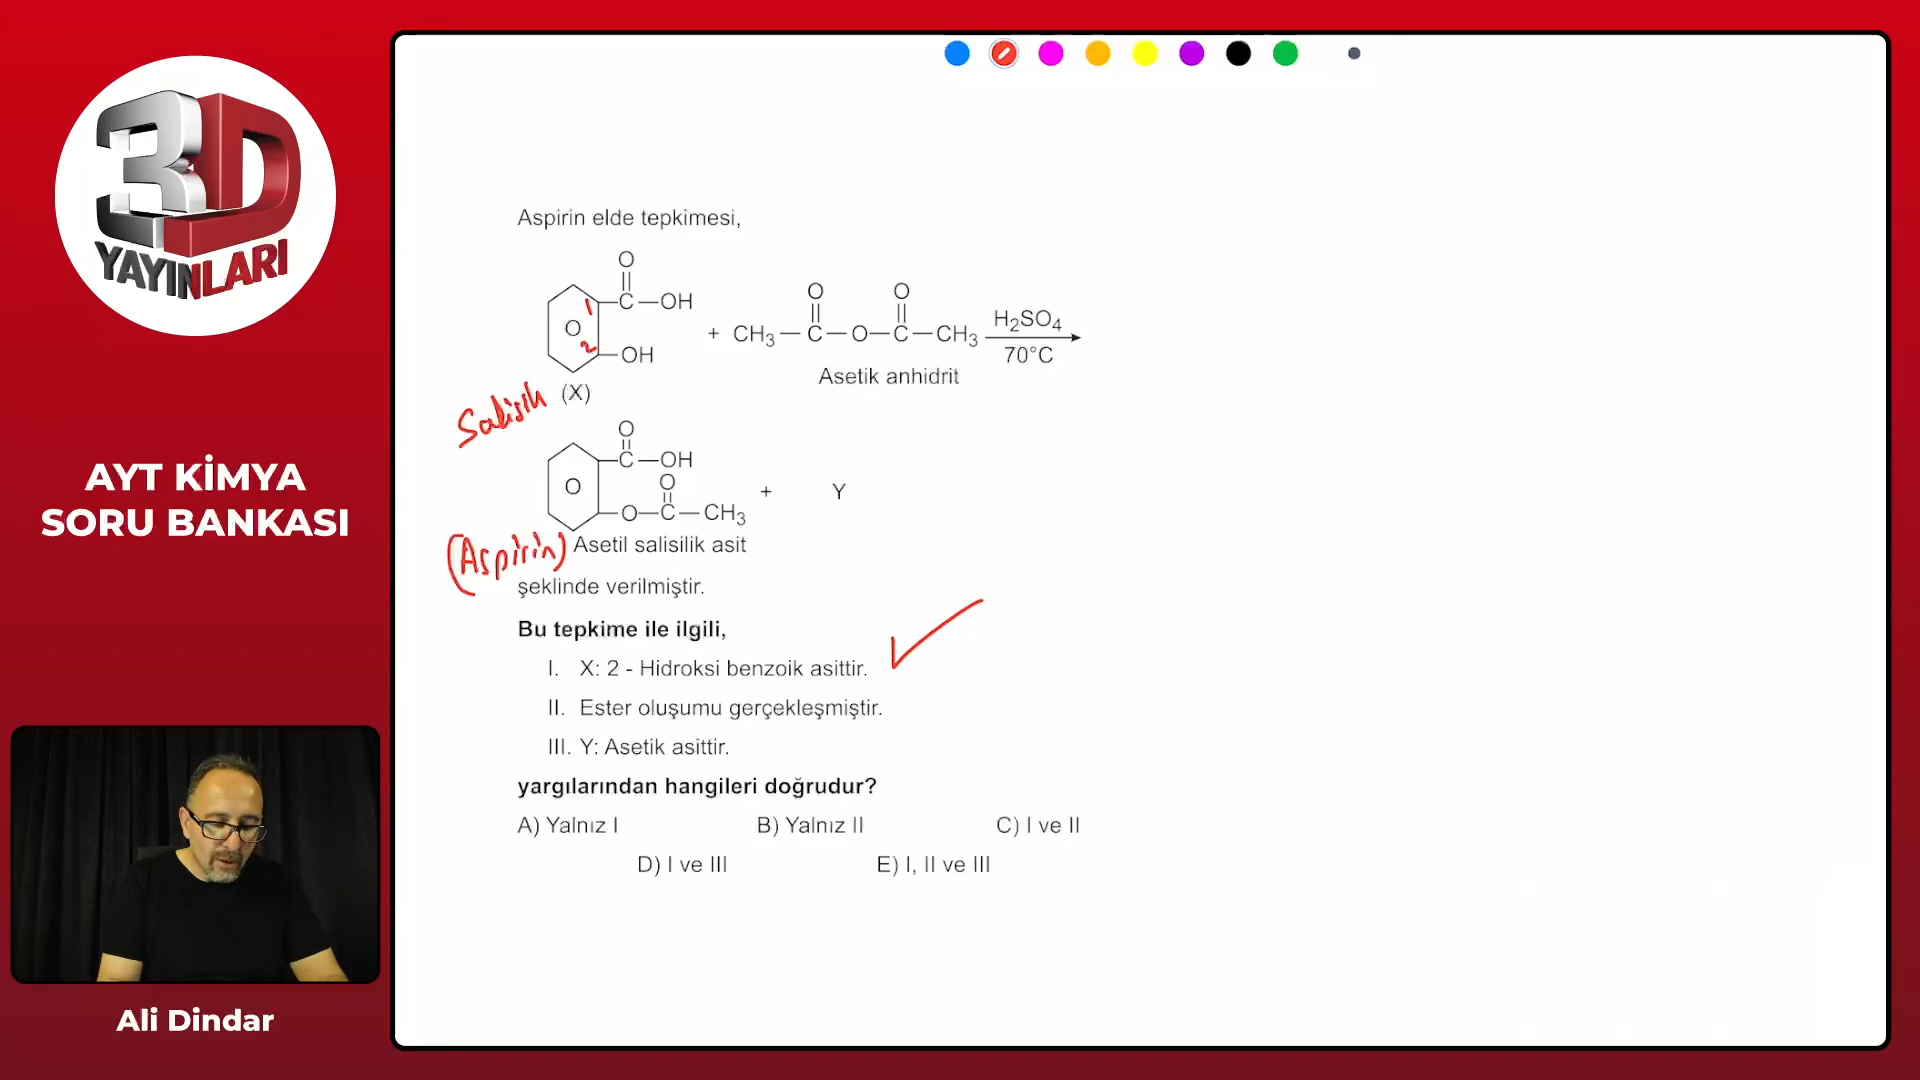 3D
YAYINLARI
AYT KİMYA
SORU BANKASI
Ali Dindar
Aspirin elde tepkimesi,
O
C—OH
1
O
2
OH
(X)
Salisilik
+
O O
CH₃—C—O—C—CH₃
Asetik anhidrit
H₂SO₄
70°C
O
C—OH
O
O
O—C—CH₃
+ Y
(Aspirin) Asetil salisilik asit
şeklinde verilmiştir.
Bu tepkime ile ilgili,
I. X: 2 - Hidroksi benzoik asittir.
II. Ester oluşumu gerçekleşmiştir.
III. Y: Asetik asittir.
yargılarından hangileri doğrudur?
A) Yalnız I B) Yalnız II C) I ve II
D) I ve III E) I, II ve III